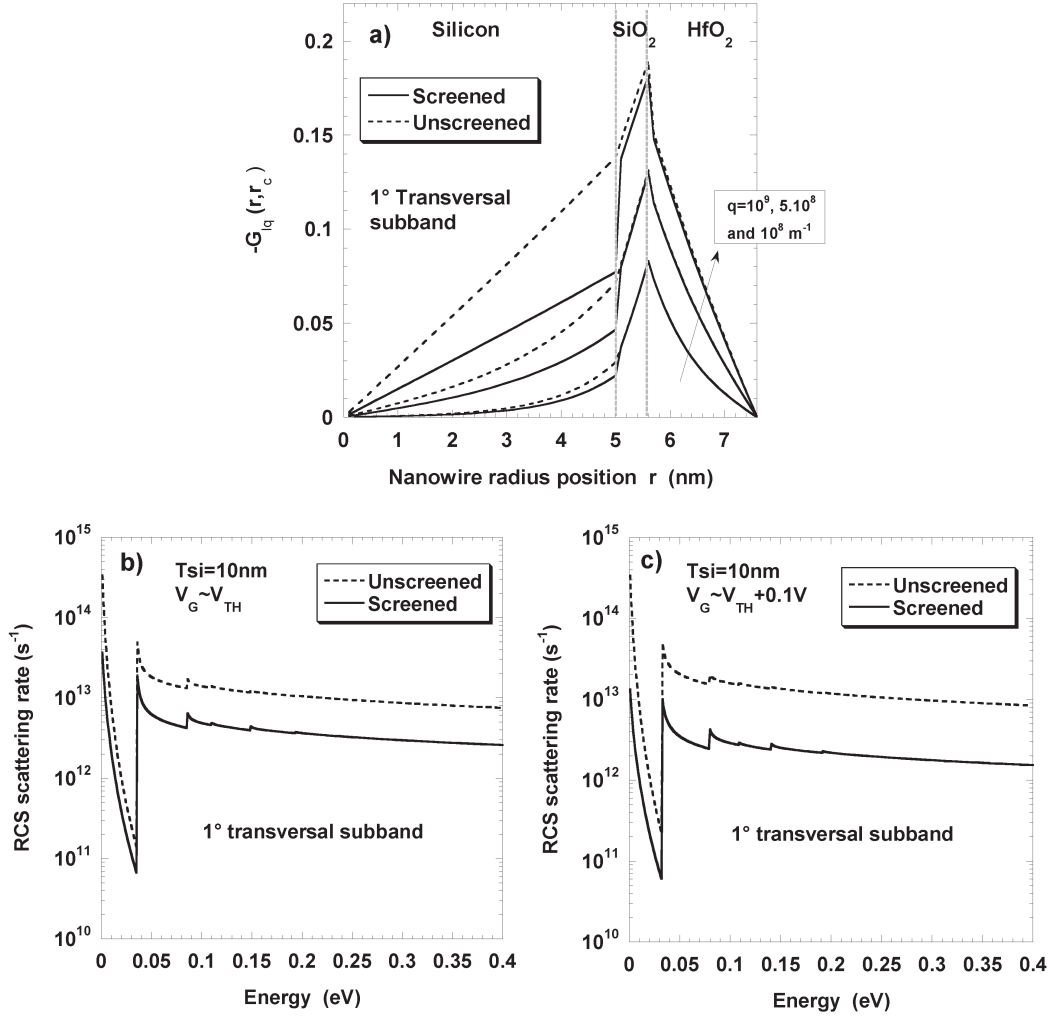 a)
Silicon
SiO2
HfO2
Screened
Unscreened
1° Transversal
subband
q=10^9, 5.10^8
and 10^8 m^-1
-G_lq (r,r_c)
0.2
0.15
0.1
0.05
0
0 1 2 3 4 5 6 7
Nanowire radius position r (nm)
b)
Tsi=10nm
V_G~V_TH
Unscreened
Screened
1° transversal subband
RCS scattering rate (s^-1)
10^15
10^14
10^13
10^12
10^11
10^10
0 0.05 0.1 0.15 0.2 0.25 0.3 0.35 0.4
Energy (eV)
c)
Tsi=10nm
V_G~V_TH+0.1V
Unscreened
Screened
1° transversal subband
RCS scattering rate (s^-1)
10^15
10^14
10^13
10^12
10^11
10^10
0 0.05 0.1 0.15 0.2 0.25 0.3 0.35 0.4
Energy (eV)